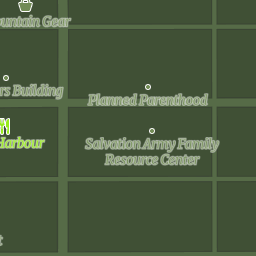 ountain Gear
rs Building
Planned Parenthood
Harbour
Salvation Army Family
Resource Center
t